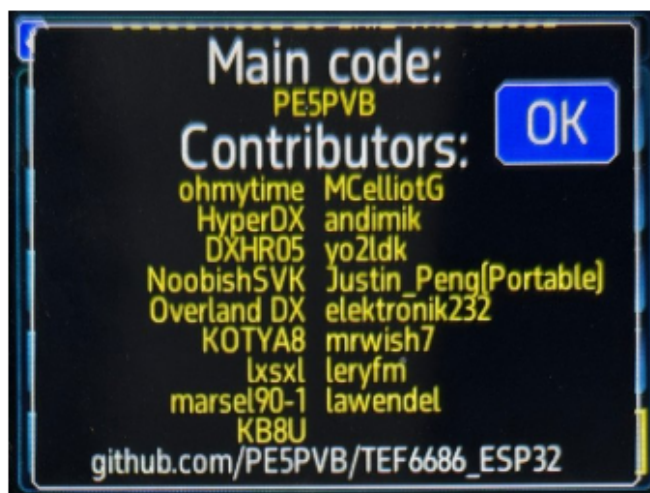 Main code:
PE5PVB
OK
Contributors:
ohmytime MCelliotG
HyperDX andimik
DXHR05 yo2ldk
NoobishSVK Justin_Peng(Portable)
Overland DX elektronik232
KOTYA8 mrwish7
lxsxl leryfm
marsel90-1 lawendel
KB8U
github.com/PE5PVB/TEF6686_ESP32